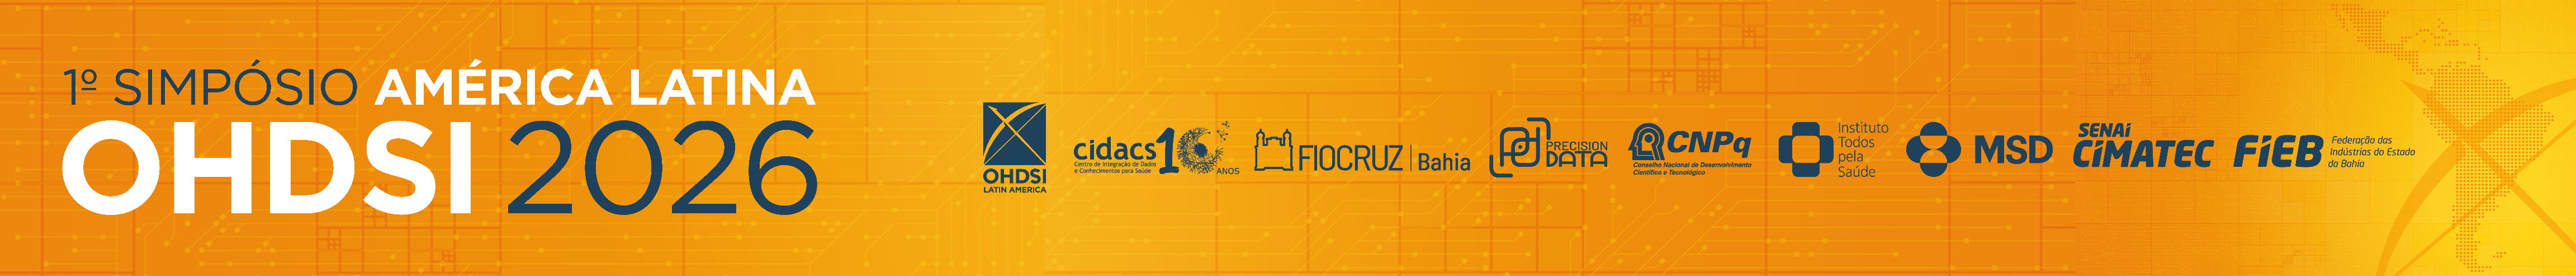 1º SIMPÓSIO AMÉRICA LATINA
OHDSI 2026
OHDSI
LATIN AMERICA
cidacs 10
Centro de Integração de Dados
e Conhecimentos para Saúde
ANOS
FIOCRUZ | Bahia
PRECISION
DATA
CNPq
Conselho Nacional de Desenvolvimento
Científico e Tecnológico
Instituto
Todos
pela
Saúde
MSD
SENAI
CIMATEC
FIEB
Federação das
Indústrias do Estado
da Bahia